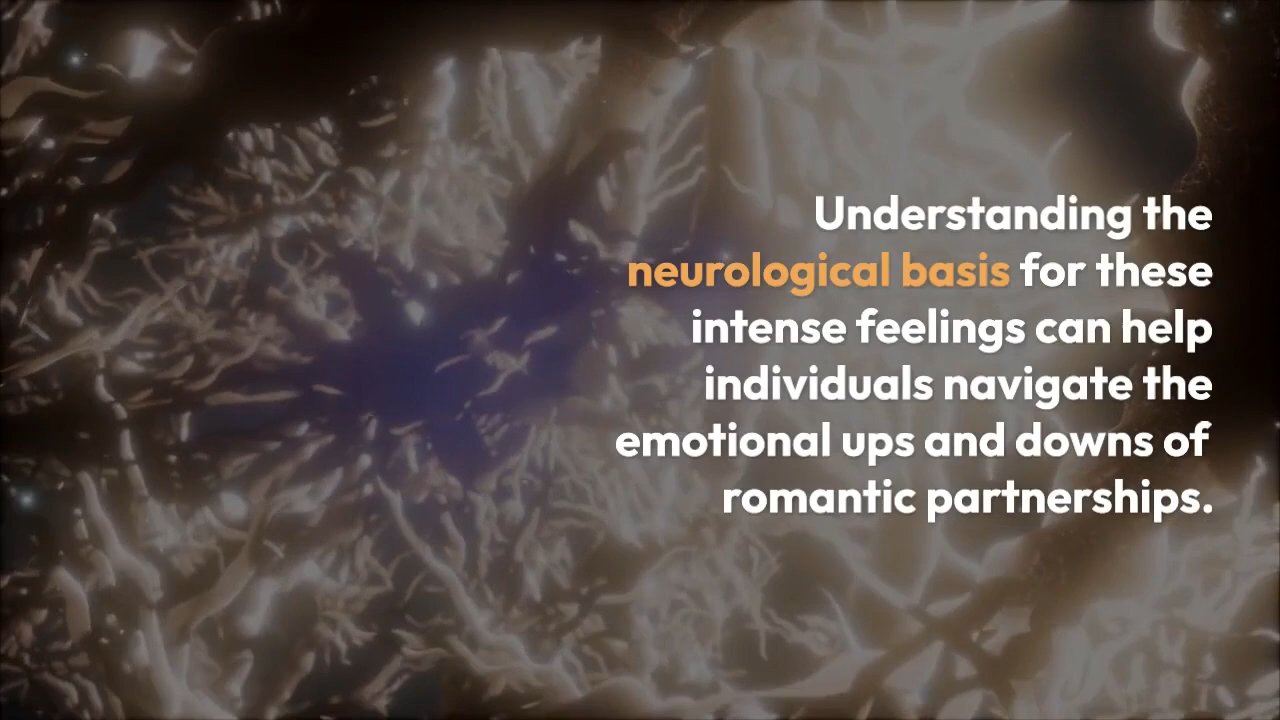 Understanding the
neurological basis for these
intense feelings can help
individuals navigate the
emotional ups and downs of
romantic partnerships.